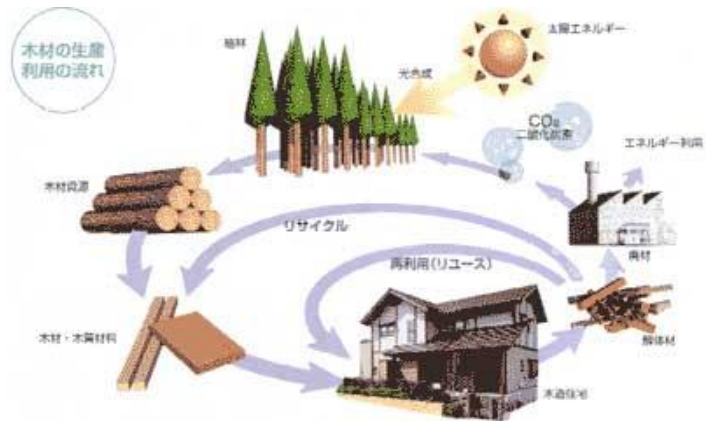 木材の生産
利用の流れ
植林
太陽エネルギー
光合成
CO₂
二酸化炭素
エネルギー利用
木材資源
リサイクル
廃材
再利用(リユース)
木材・木質材料
解体材
木造住宅